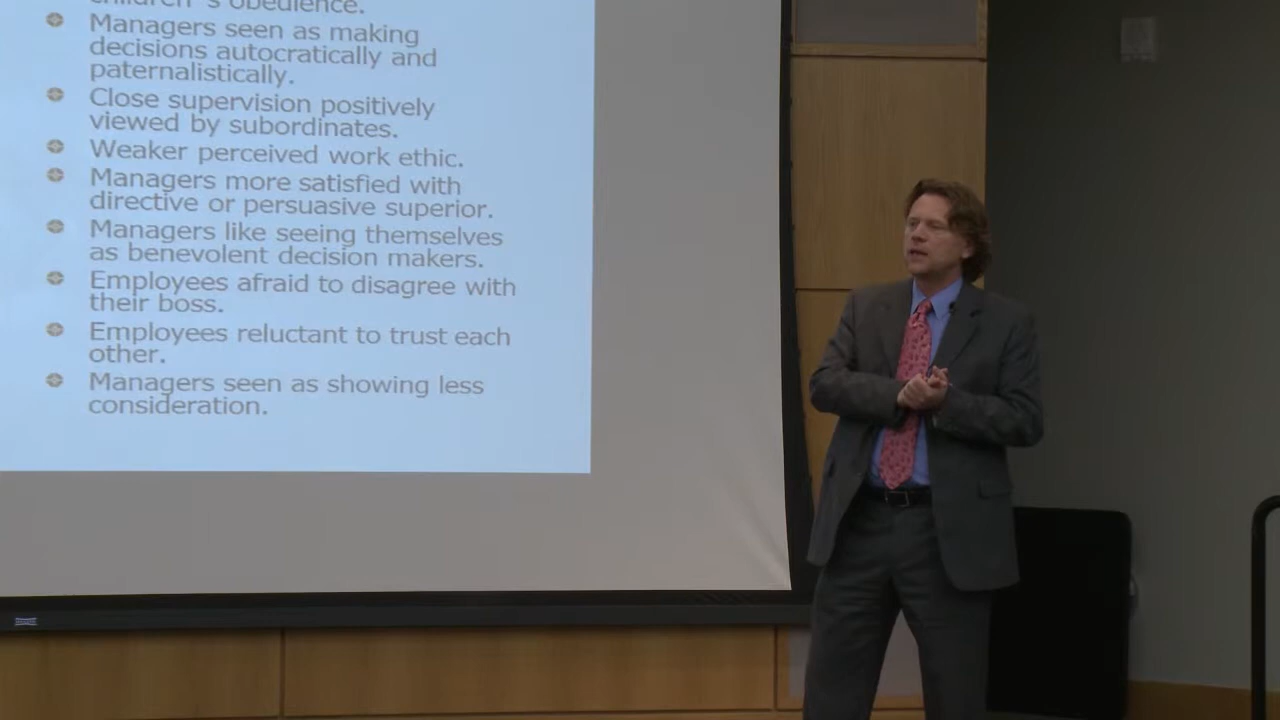 children's obedience.
Managers seen as making
decisions autocratically and
paternalistically.
Close supervision positively
viewed by subordinates.
Weaker perceived work ethic.
Managers more satisfied with
directive or persuasive superior.
Managers like seeing themselves
as benevolent decision makers.
Employees afraid to disagree with
their boss.
Employees reluctant to trust each
other.
Managers seen as showing less
consideration.